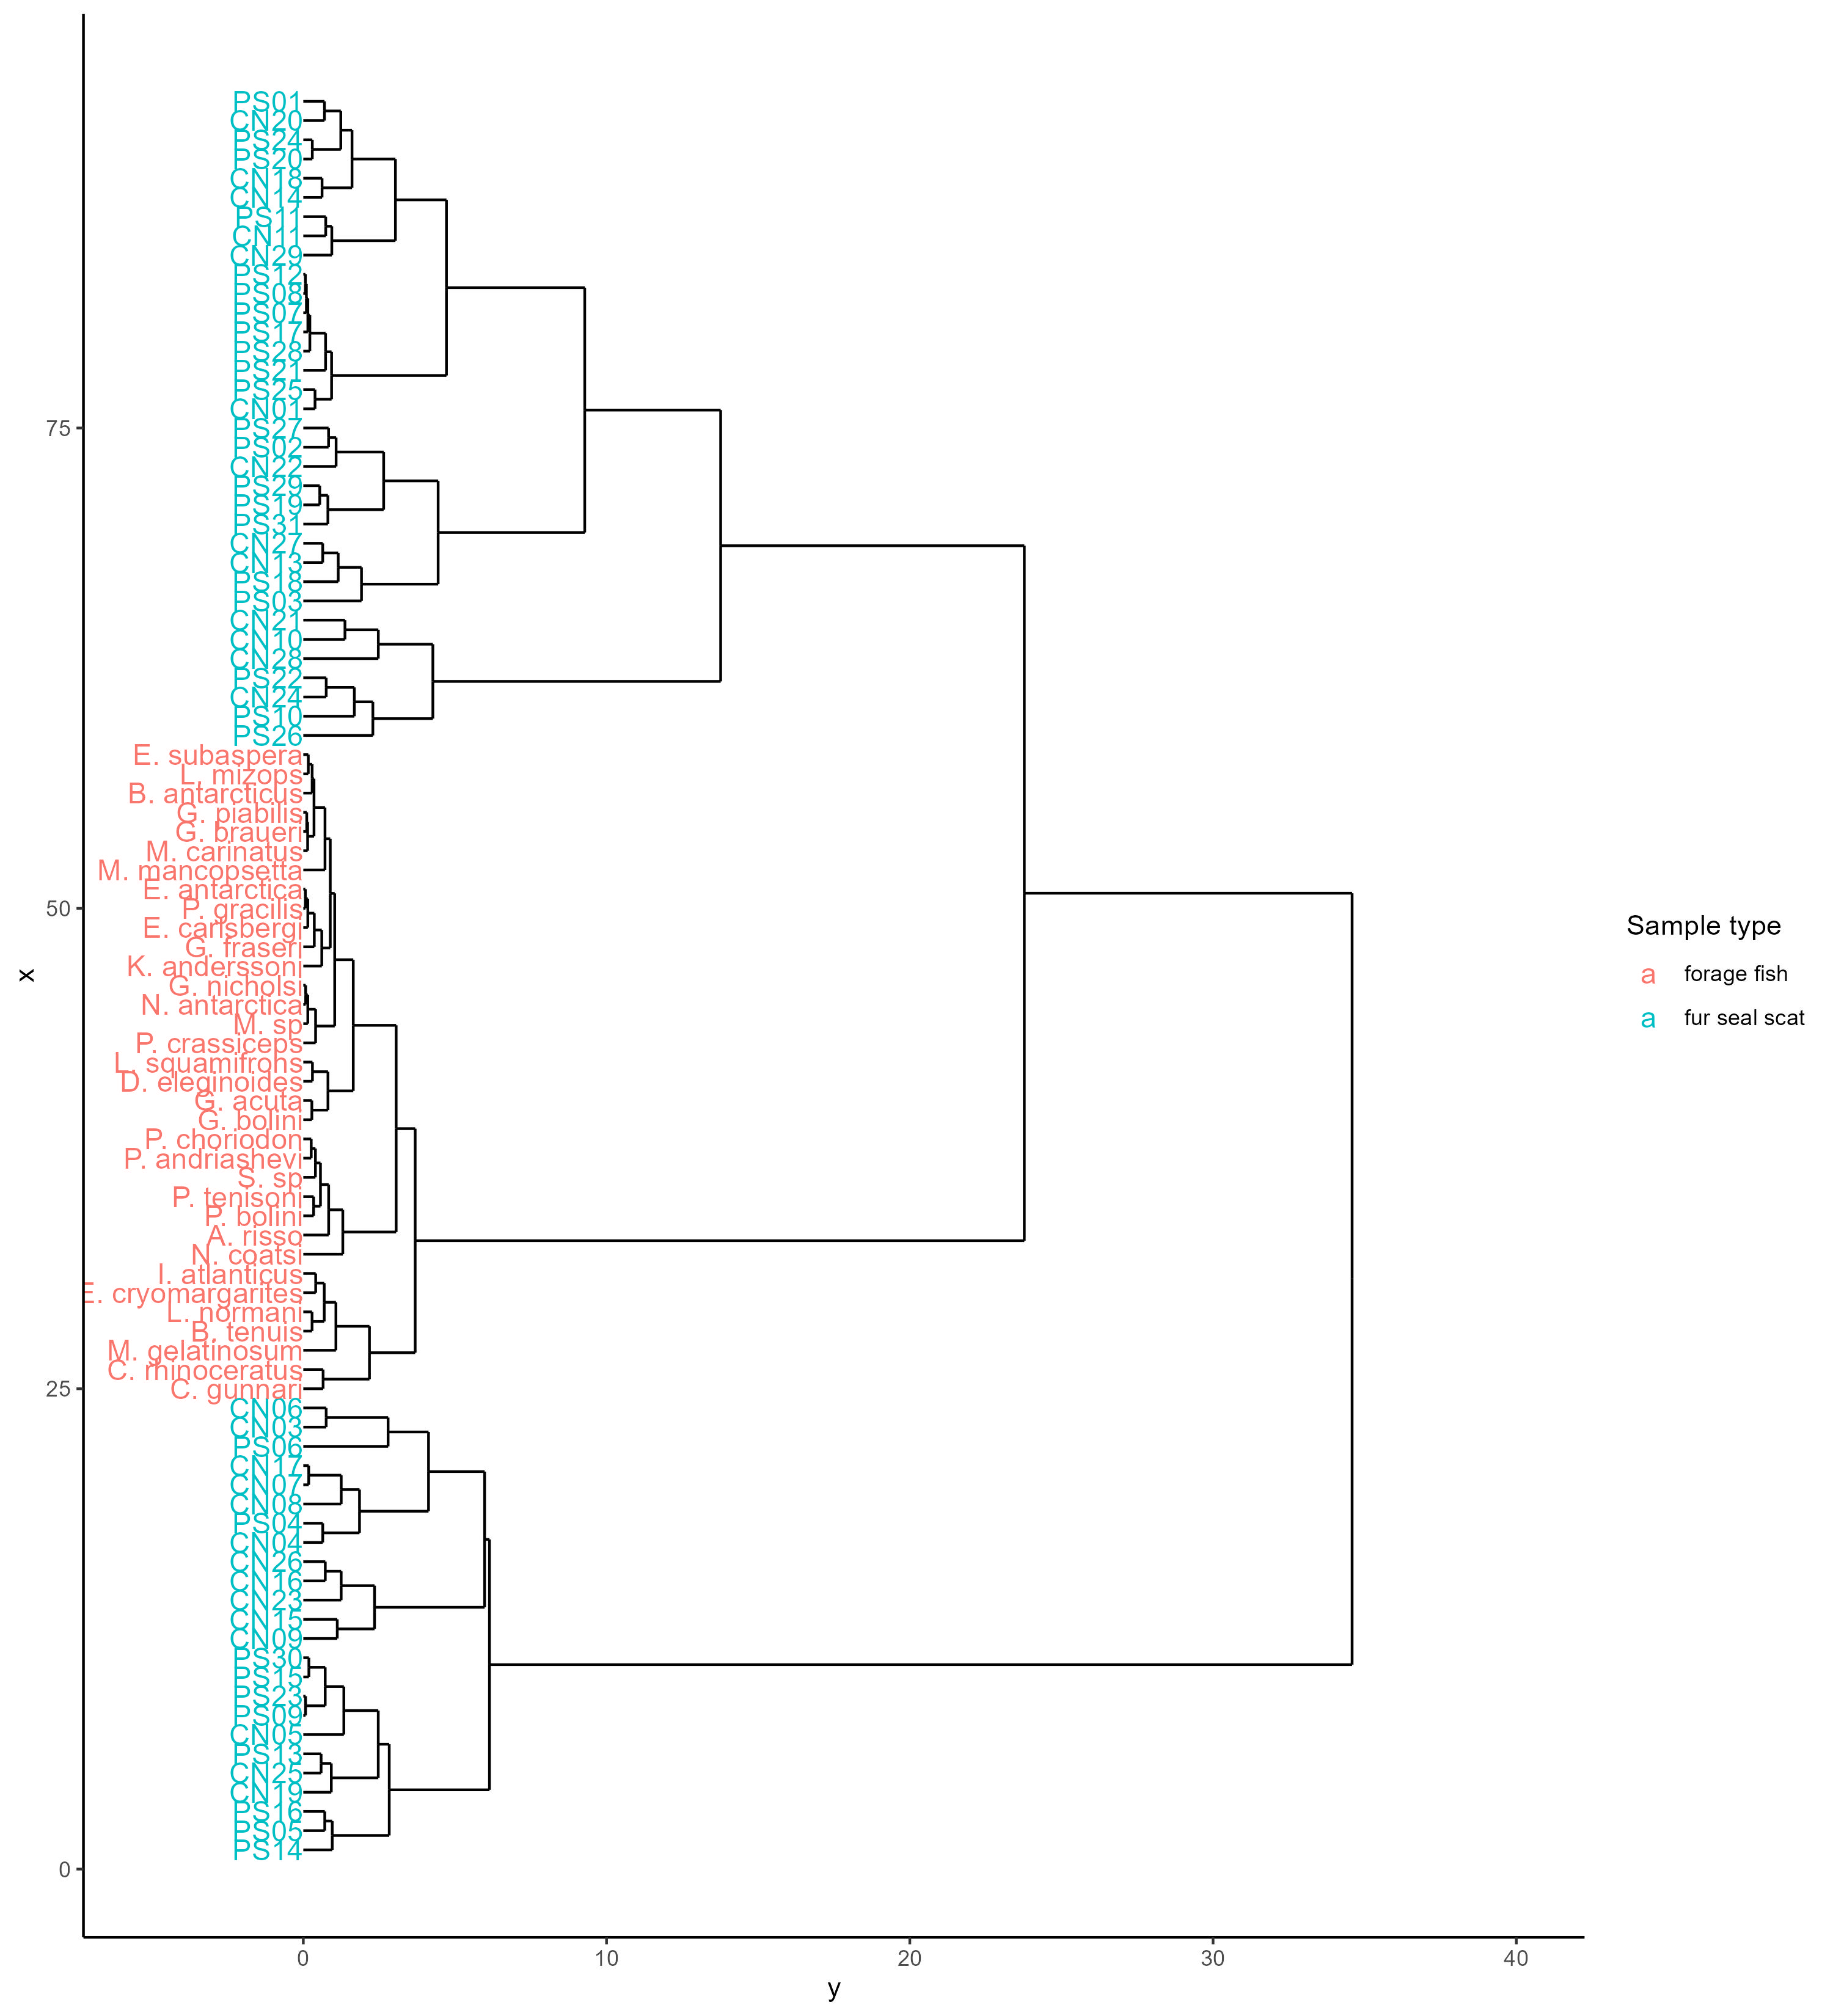 PS01
CN20
PS24
PS20
CN18
CN14
PS11
CN11
CN29
PS12
PS08
PS07
PS17
PS28
PS21
PS25
CN01
75
PS27
PS02
CN22
PS29
PS19
PS31
CN27
CN13
PS18
PS03
CN21
CN10
CN28
PS22
CN24
PS10
PS26
E. subaspera
L. mizops
B. antarcticus
G. piabilis
G. braueri
M. carinatus
M. mancopsetta
E. antarctica
50
P. gracilis
E. carlsbergi
G. fraseri
K. anderssoni
x
G. nicholsi
N. antarctica
M. sp
P. crassiceps
L. squamifrons
D. eleginoides
G. acuta
G. bolini
P. choriodon
P. andriashevi
S. sp
P. tenisoni
P. bolini
A. risso
N. coatsi
I. atlanticus
E. cryomargarites
L. normani
B. tenuis
M. gelatinosum
C. rhinoceratus
25
C. gunnari
CN06
CN03
PS06
CN17
CN07
CN08
PS04
CN04
CN26
CN16
CN23
CN15
CN09
PS30
PS15
PS23
PS09
CN05
PS13
CN25
CN19
PS16
PS05
PS14
0
0 10 20 30 40
y
Sample type
a forage fish
a fur seal scat